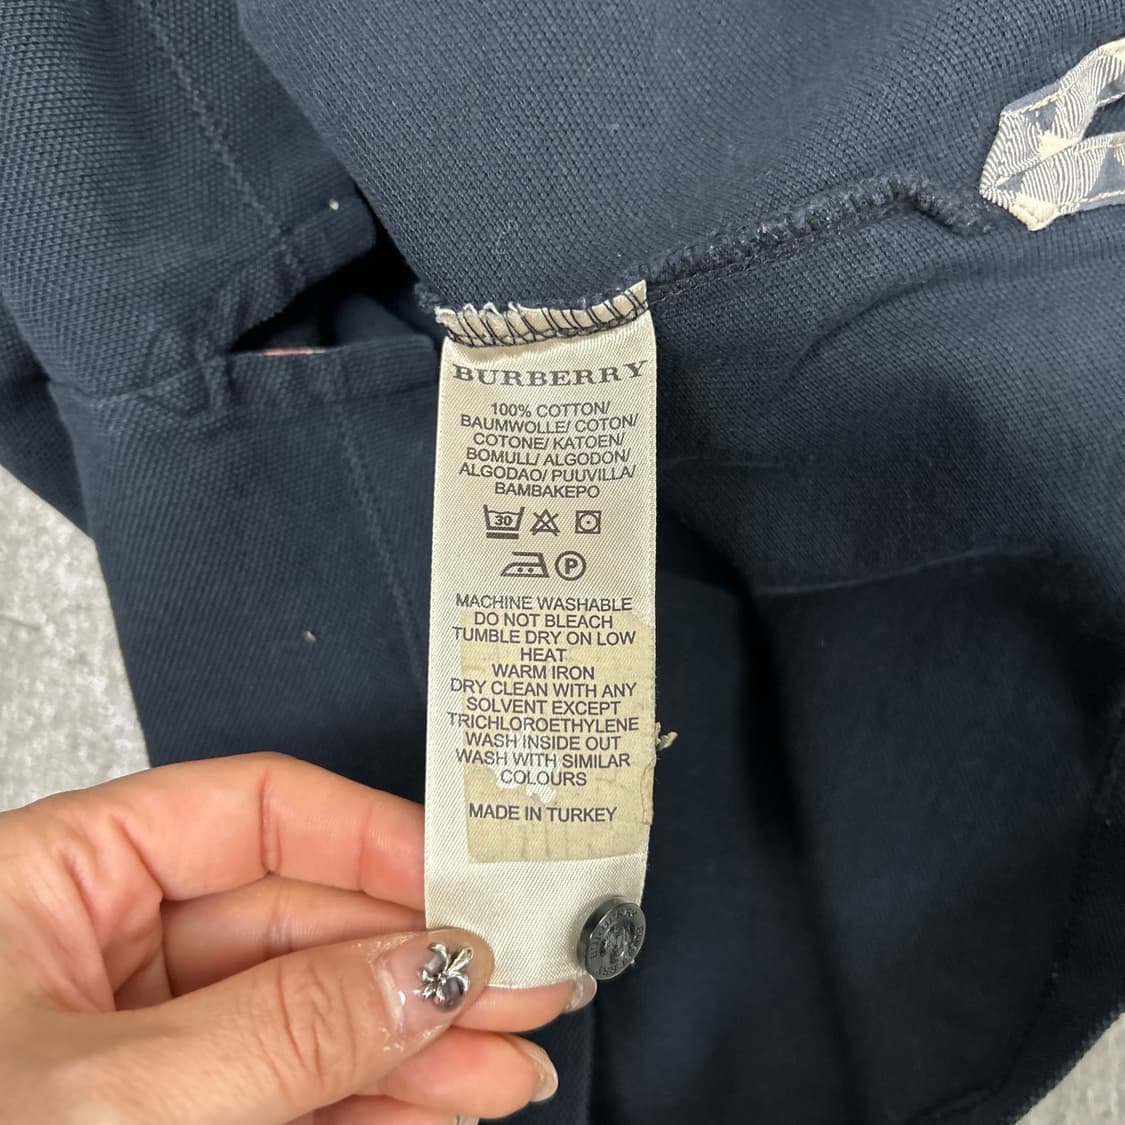 BURBERRY
100% COTTON/
BAUMWOLLE/ COTON/
COTONE/ KATOEN/
BOMULL/ ALGODON/
ALGODAO/ PUUVILLA/
BAMBAKEPO
30
P
MACHINE WASHABLE
DO NOT BLEACH
TUMBLE DRY ON LOW
HEAT
WARM IRON
DRY CLEAN WITH ANY
SOLVENT EXCEPT
TRICHLOROETHYLENE
WASH INSIDE OUT
WASH WITH SIMILAR
COLOURS
MADE IN TURKEY
BURBERRY